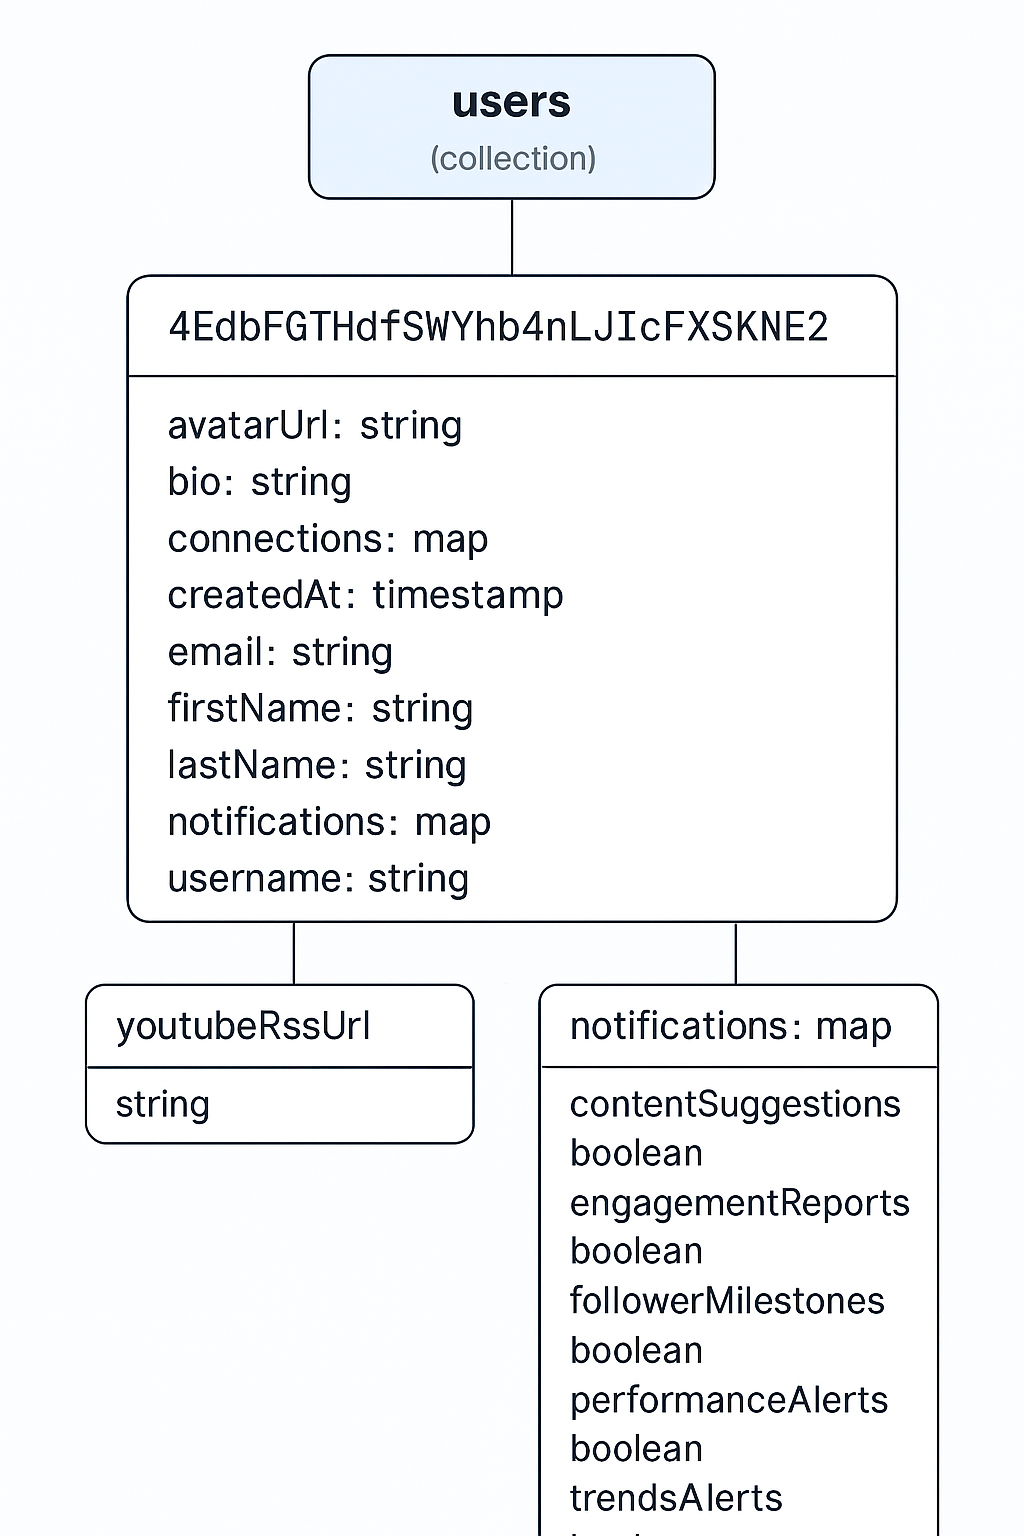 users
(collection)
4EdbFGTHdfSWYhb4nLJIcFXSKNE2
avatarUrl: string
bio: string
connections: map
createdAt: timestamp
email: string
firstName: string
lastName: string
notifications: map
username: string
youtubeRssUrl
string
notifications: map
contentSuggestions
boolean
engagementReports
boolean
followerMilestones
boolean
performanceAlerts
boolean
trendsAlerts